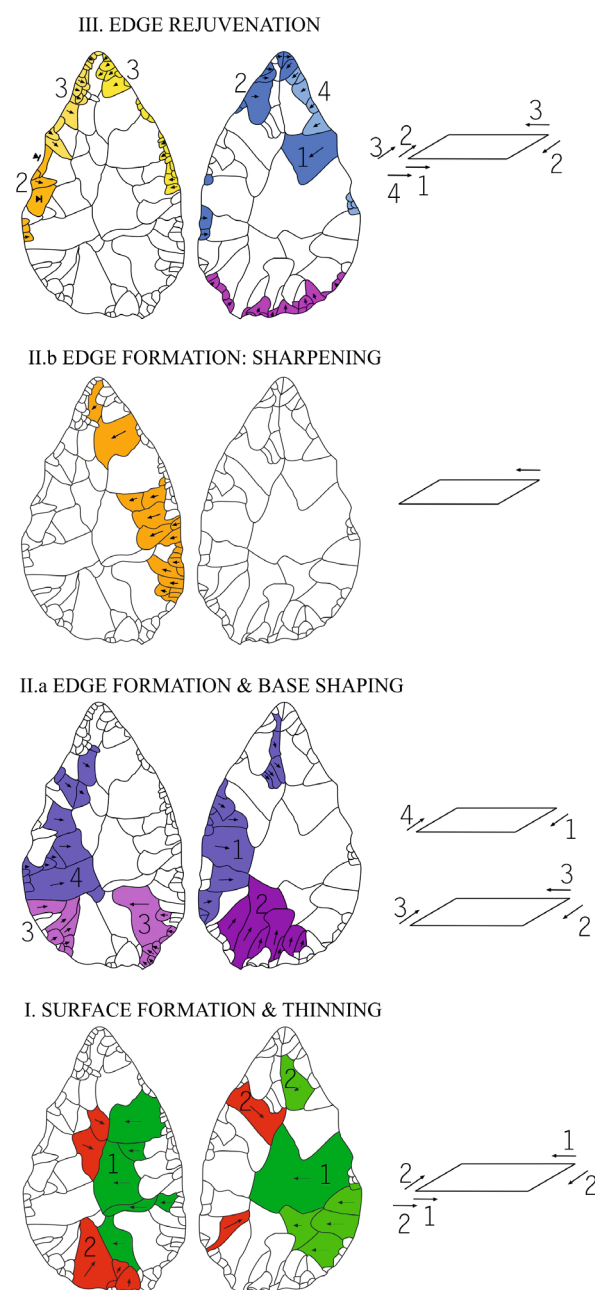 III. EDGE REJUVENATION
3 3 2 4
3
3 2 2
2 1
4 1
II.b EDGE FORMATION: SHARPENING
II.a EDGE FORMATION & BASE SHAPING
4
1
1
4
3
2
3 3
3
2
I. SURFACE FORMATION & THINNING
2
2
1
1 1 2
2
2
2 1